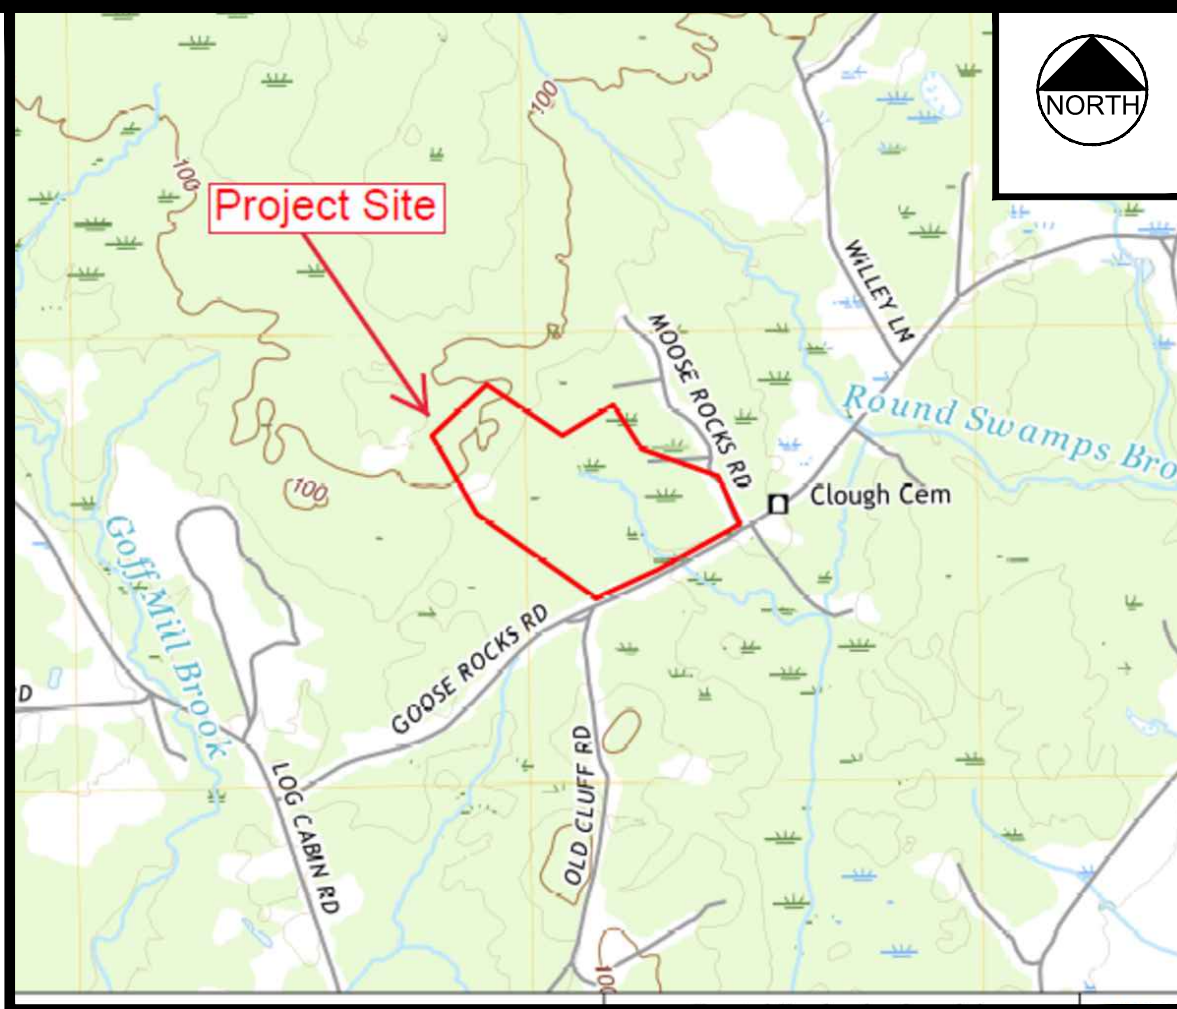 NORTH
100
100
Project Site
WILLEY LN
MOOSE ROCKS RD
Round Swamps Bro
Clough Cem
100
Goff Mill Brook
GOOSE ROCKS RD
RD
OLD CLUFF RD
LOG CABIN RD
100